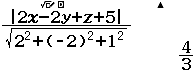 |2x-2y+z+5|
√2²+(-2)²+1²
4
3